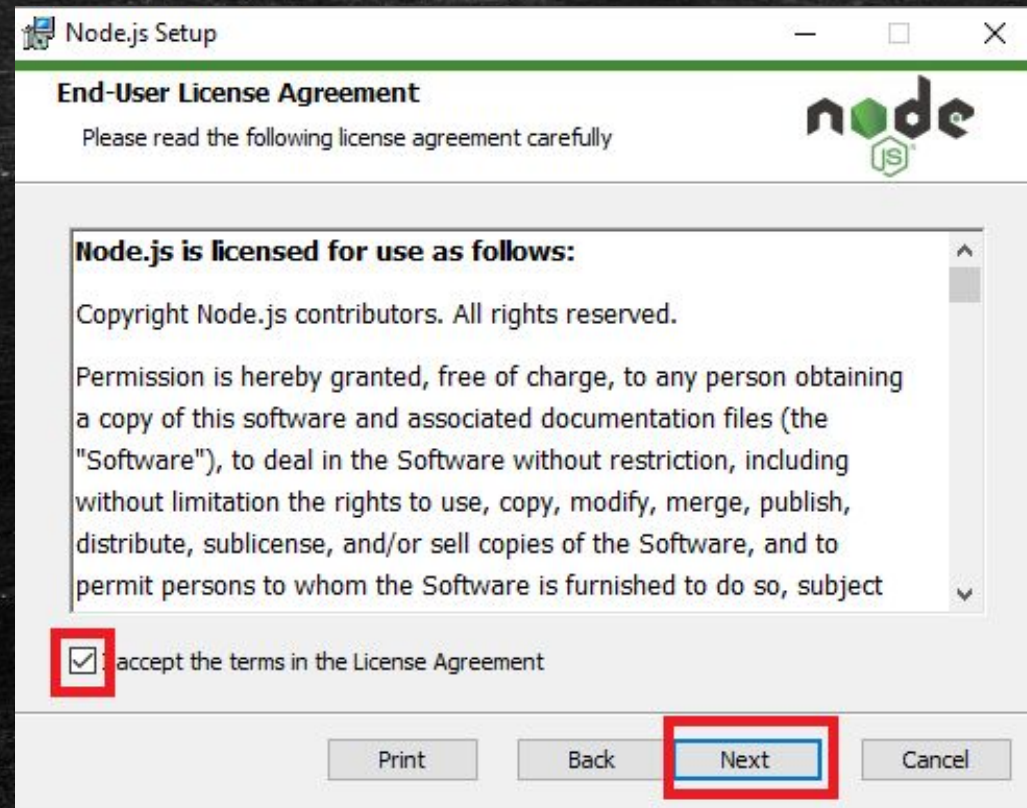 Node.js Setup
End-User License Agreement
Please read the following license agreement carefully
node
JS
Node.js is licensed for use as follows:
Copyright Node.js contributors. All rights reserved.
Permission is hereby granted, free of charge, to any person obtaining
a copy of this software and associated documentation files (the
"Software"), to deal in the Software without restriction, including
without limitation the rights to use, copy, modify, merge, publish,
distribute, sublicense, and/or sell copies of the Software, and to
permit persons to whom the Software is furnished to do so, subject
I accept the terms in the License Agreement
Print Back Next Cancel